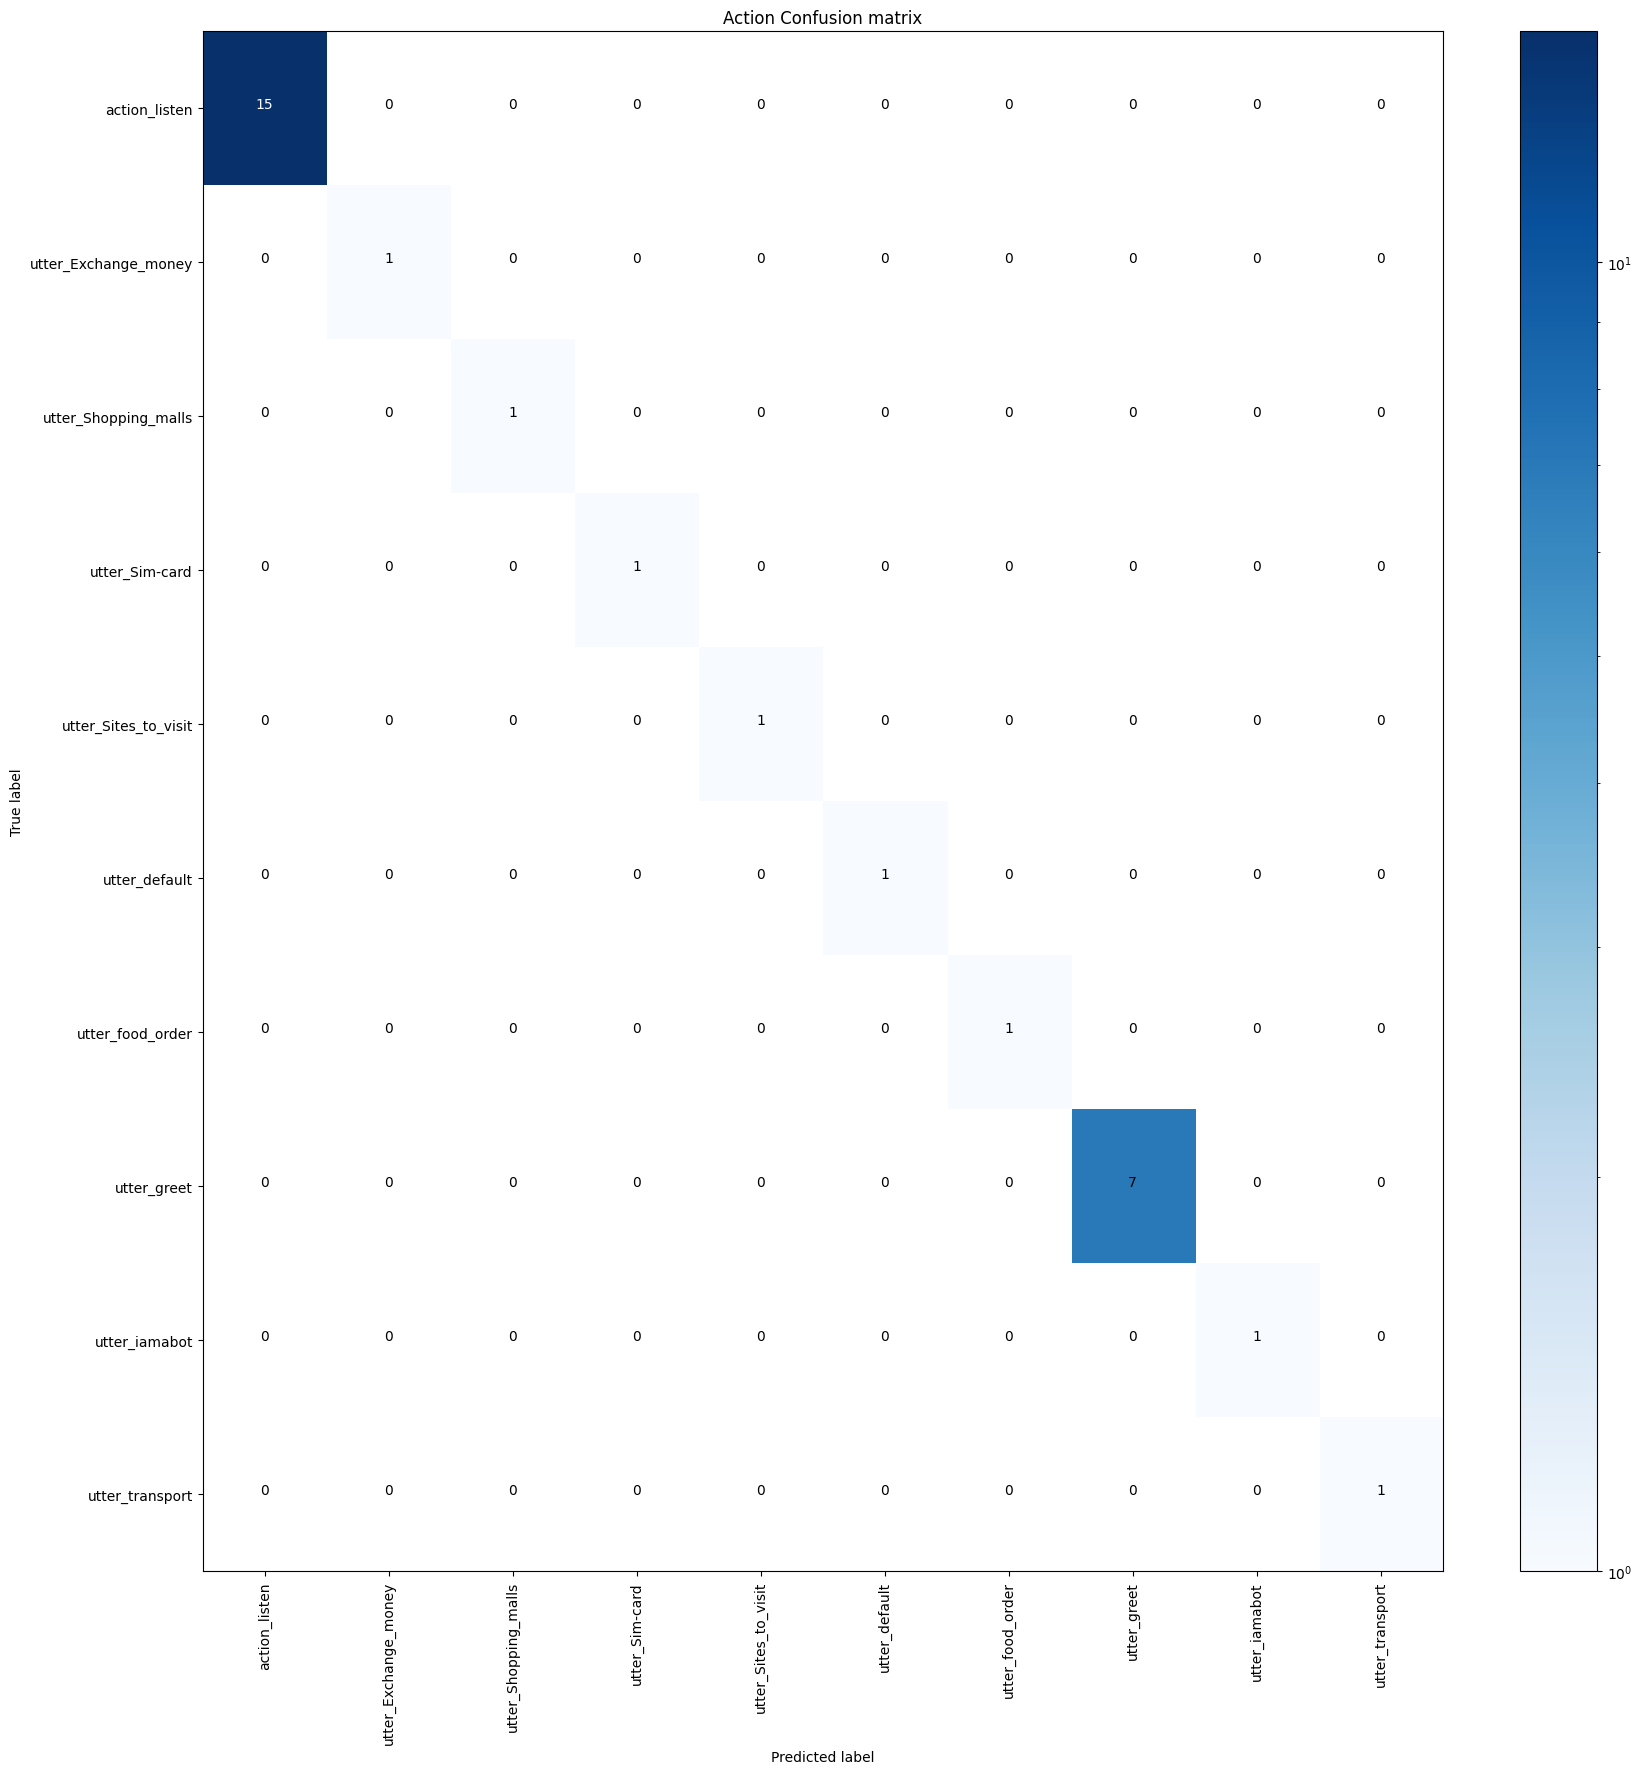 Action Confusion matrix
action_listen 15 0 0 0 0 0 0 0 0 0
utter_Exchange_money 0 1 0 0 0 0 0 0 0 0
utter_Shopping_malls 0 0 1 0 0 0 0 0 0 0
utter_Sim-card 0 0 0 1 0 0 0 0 0 0
utter_Sites_to_visit 0 0 0 0 1 0 0 0 0 0
utter_default 0 0 0 0 0 1 0 0 0 0
utter_food_order 0 0 0 0 0 0 1 0 0 0
utter_greet 0 0 0 0 0 0 0 7 0 0
utter_iamabot 0 0 0 0 0 0 0 0 1 0
utter_transport 0 0 0 0 0 0 0 0 0 1
True label
action_listen
utter_Exchange_money
utter_Shopping_malls
utter_Sim-card
utter_Sites_to_visit
utter_default
utter_food_order
utter_greet
utter_iamabot
utter_transport
Predicted label
10¹
10⁰